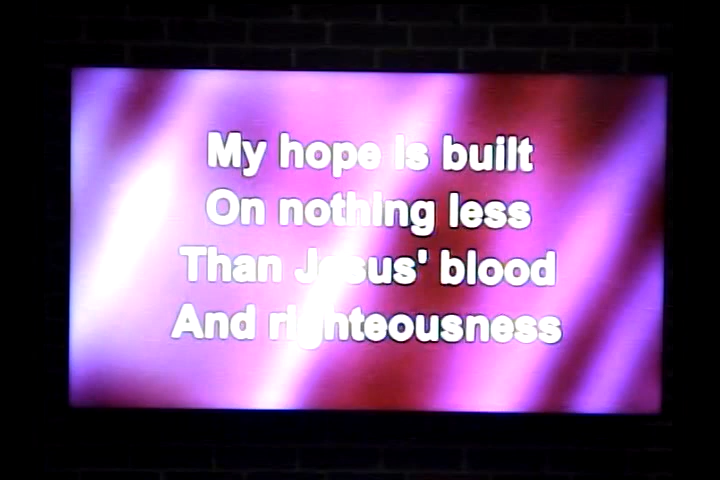 My hope is built
On nothing less
Than Jesus' blood
And righteousness